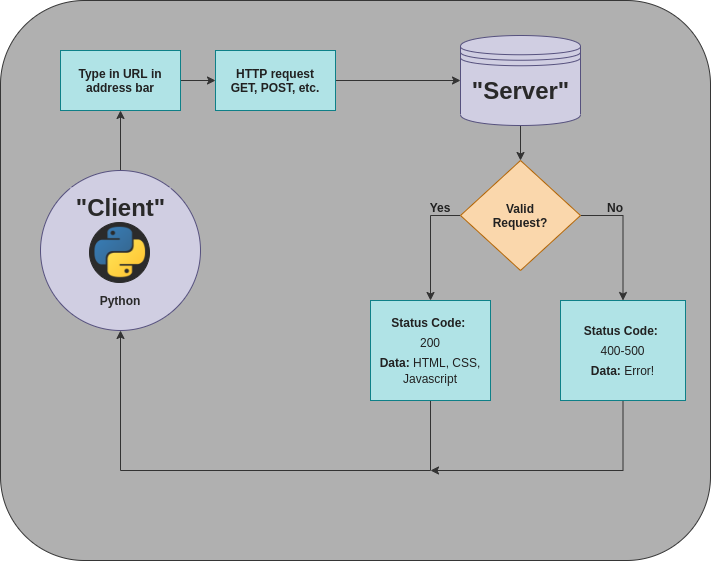 Type in URL in
address bar
HTTP request
GET, POST, etc.
"Server"
"Client"
Python
Valid
Request?
Yes
No
Status Code:
200
Data: HTML, CSS,
Javascript
Status Code:
400-500
Data: Error!